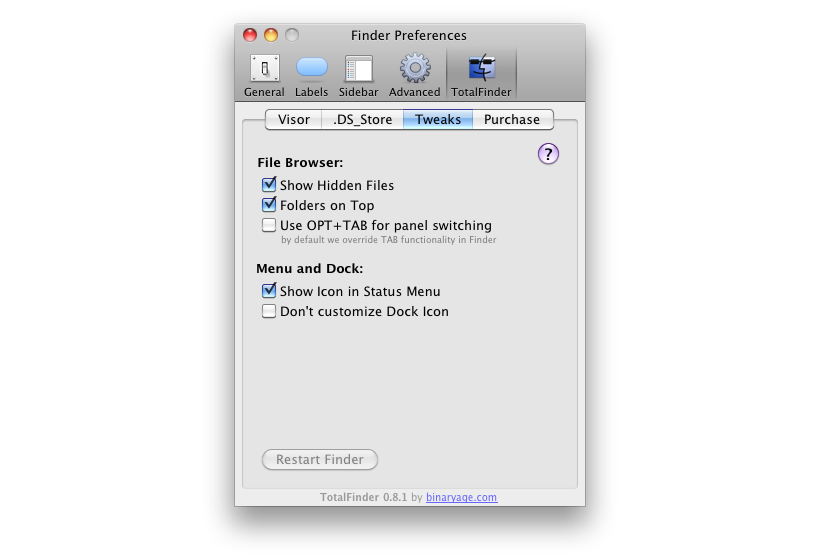 Finder Preferences
General Labels Sidebar Advanced TotalFinder
Visor .DS_Store Tweaks Purchase
?
File Browser:
Show Hidden Files
Folders on Top
Use OPT+TAB for panel switching
by default we override TAB functionality in Finder
Menu and Dock:
Show Icon in Status Menu
Don't customize Dock Icon
Restart Finder
TotalFinder 0.8.1 by binaryage.com